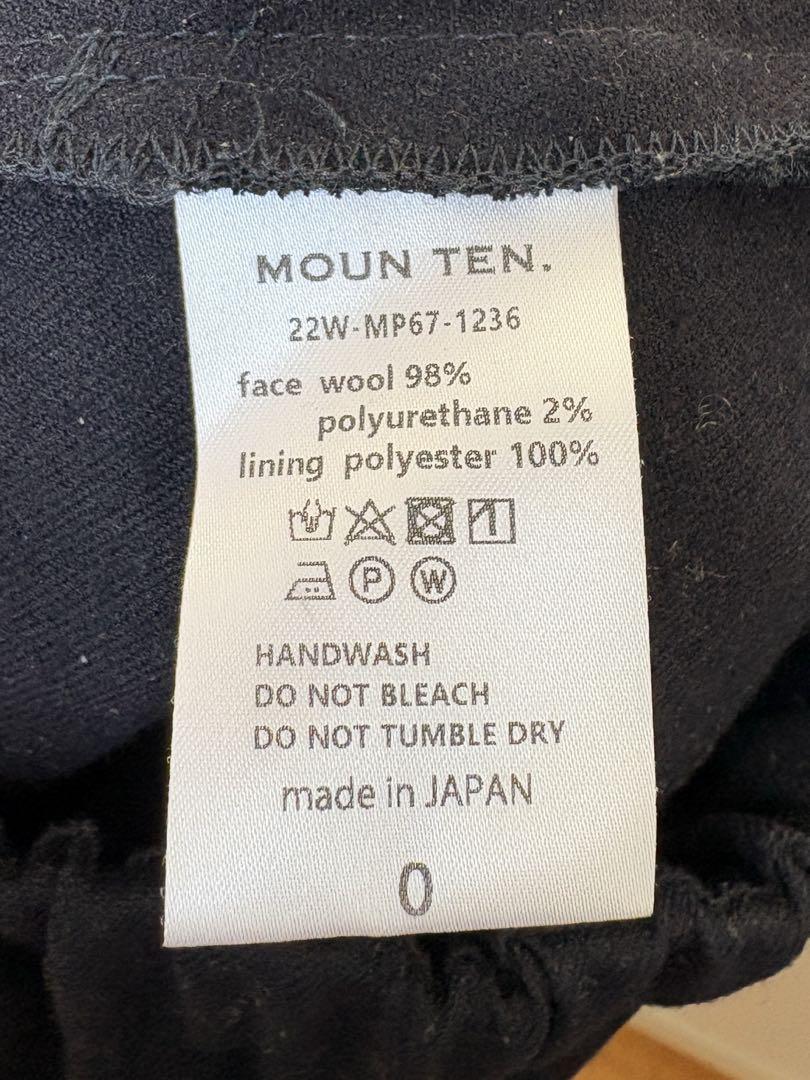 MOUN TEN.
22W-MP67-1236
face wool 98%
polyurethane 2%
lining polyester 100%
P W
HANDWASH
DO NOT BLEACH
DO NOT TUMBLE DRY
made in JAPAN
0